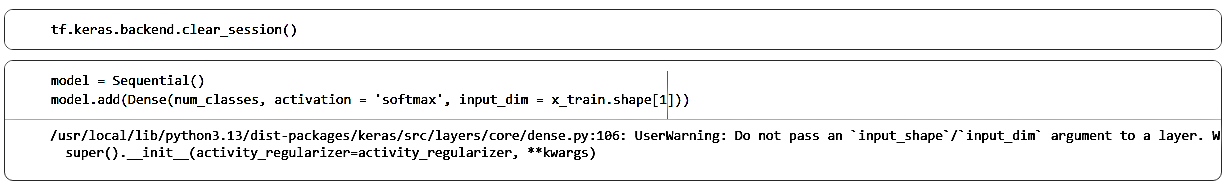 tf.keras.backend.clear_session()
model = Sequential()
model.add(Dense(num_classes, activation = 'softmax', input_dim = x_train.shape[1]))
/usr/local/lib/python3.13/dist-packages/keras/src/layers/core/dense.py:106: UserWarning: Do not pass an `input_shape`/`input_dim` argument to a layer. W
super().__init__(activity_regularizer=activity_regularizer, **kwargs)